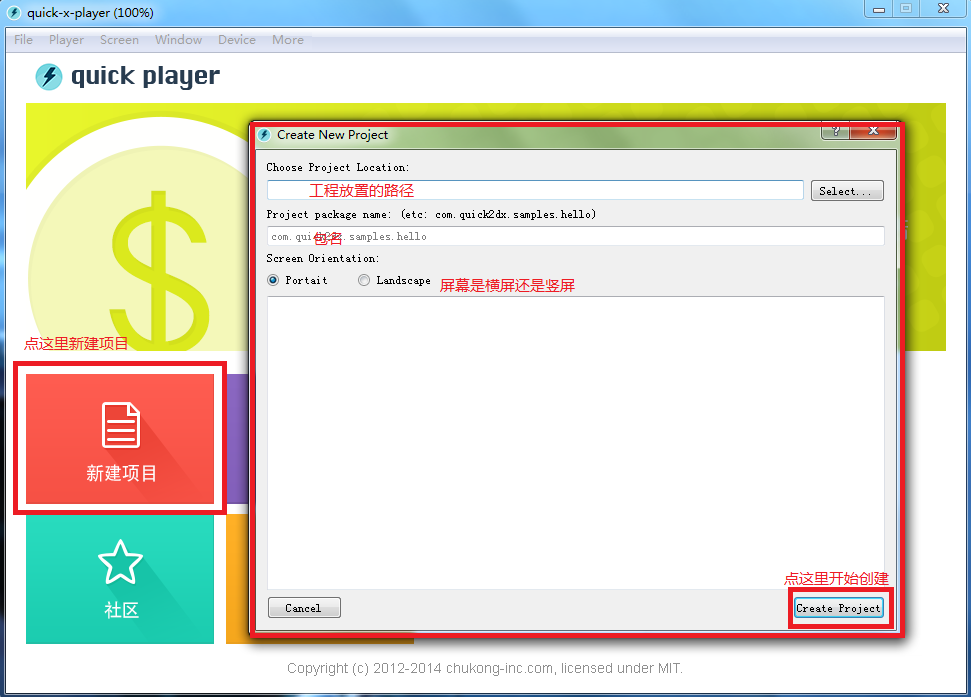 quick-x-player (100%)
File Player Screen Window Device More
quick player
Create New Project
?
Choose Project Location:
工程放置的路径
Select...
Project package name: (etc: com.quick2dx.samples.hello)
com.quick2dx.samples.hello
包名
Screen Orientation:
Portait Landscape
屏幕是横屏还是竖屏
点这里新建项目
新建项目
社区
点这里开始创建
Cancel
Create Project
Copyright (c) 2012-2014 chukong-inc.com, licensed under MIT.